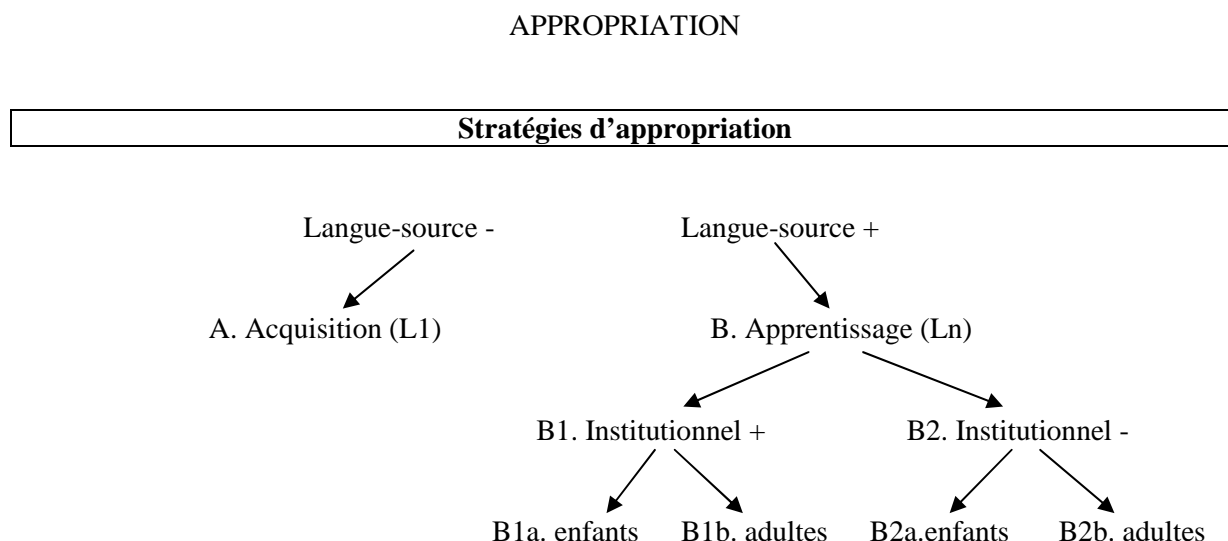 APPROPRIATION
Stratégies d’appropriation
Langue-source - Langue-source +
A. Acquisition (L1) B. Apprentissage (Ln)
B1. Institutionnel + B2. Institutionnel -
B1a. enfants B1b. adultes B2a.enfants B2b. adultes